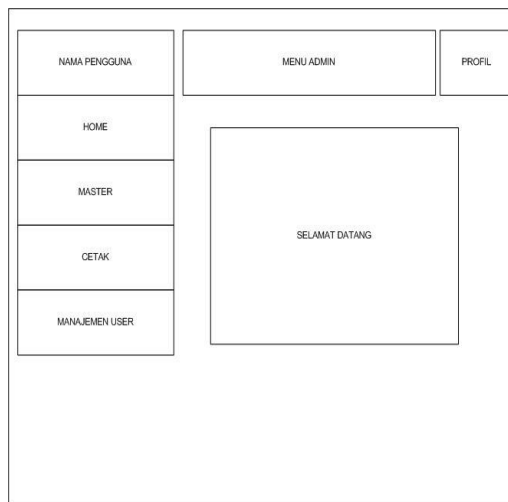 NAMA PENGGUNA
MENU ADMIN
PROFIL
HOME
MASTER
CETAK
MANAJEMEN USER
SELAMAT DATANG